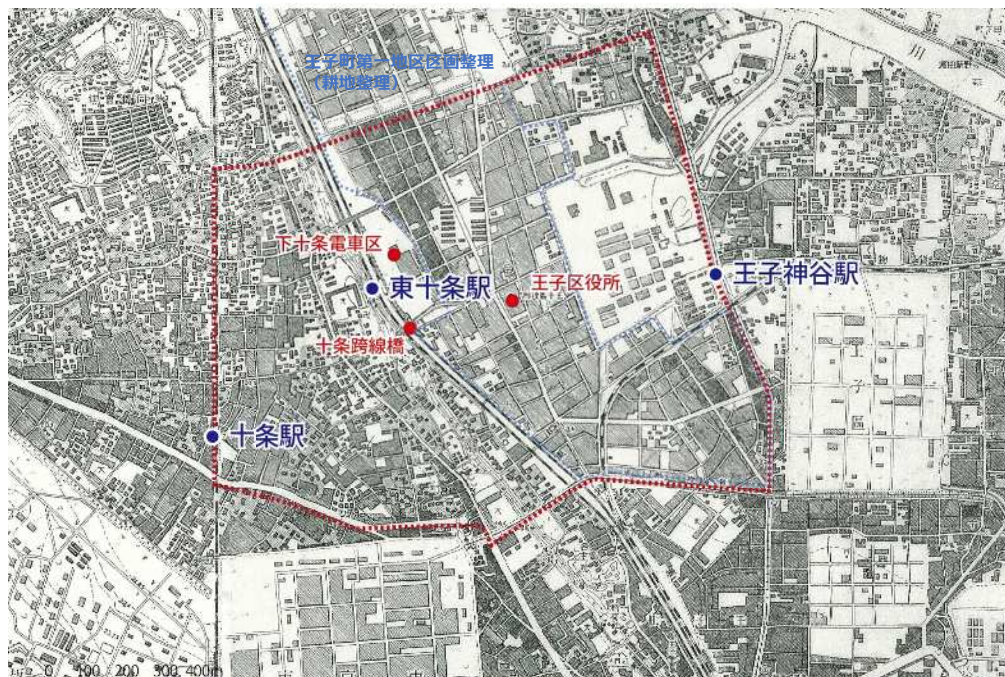 王子町第一地区区画整理
(耕地整理)
川
下十条電車区
東十条駅
王子区役所
王子神谷駅
十条跨線橋
十条駅
0 100 200 300 400m